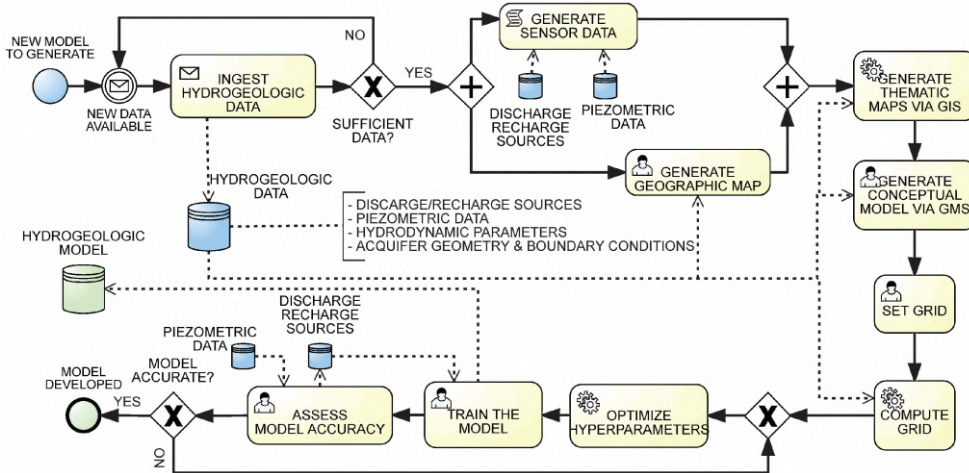 NEW MODEL
TO GENERATE
NEW DATA
AVAILABLE
INGEST
HYDROGEOLOGIC
DATA
NO
YES
SUFFICIENT
DATA?
GENERATE
SENSOR DATA
DISCHARGE
RECHARGE
SOURCES
PIEZOMETRIC
DATA
GENERATE
GEOGRAPHIC MAP
GENERATE
THEMATIC
MAPS VIA GIS
GENERATE
CONCEPTUAL
MODEL VIA GMS
SET GRID
COMPUTE
GRID
HYDROGEOLOGIC
DATA
- DISCARGE/RECHARGE SOURCES
- PIEZOMETRIC DATA
- HYDRODYNAMIC PARAMETERS
- ACQUIFER GEOMETRY & BOUNDARY CONDITIONS
HYDROGEOLOGIC
MODEL
PIEZOMETRIC
DATA
DISCHARGE
RECHARGE
SOURCES
MODEL
DEVELOPED
YES
MODEL
ACCURATE?
NO
ASSESS
MODEL ACCURACY
TRAIN THE
MODEL
OPTIMIZE
HYPERPARAMETERS